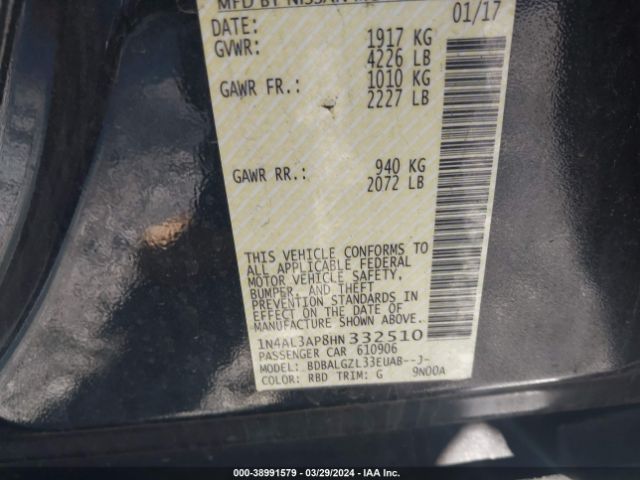 MFD BY NISSAN
DATE: 01/17
GVWR: 1917 KG
4226 LB
GAWR FR.: 1010 KG
2227 LB
GAWR RR.: 940 KG
2072 LB
THIS VEHICLE CONFORMS TO
ALL APPLICABLE FEDERAL
MOTOR VEHICLE SAFETY,
BUMPER, AND THEFT
PREVENTION STANDARDS IN
EFFECT ON THE DATE OF
MANUFACTURE SHOWN ABOVE.
1N4AL3AP8HN 332510
PASSENGER CAR 610906
MODEL: BDBALGZL33EUAB--J-
COLOR: RBD TRIM: G 9N00A
000-38991579 — 03/29/2024 — IAA Inc.